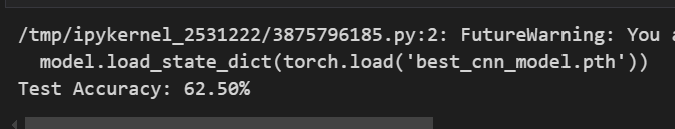 /tmp/ipykernel_2531222/3875796185.py:2: FutureWarning: You
  model.load_state_dict(torch.load('best_cnn_model.pth'))
Test Accuracy: 62.50%